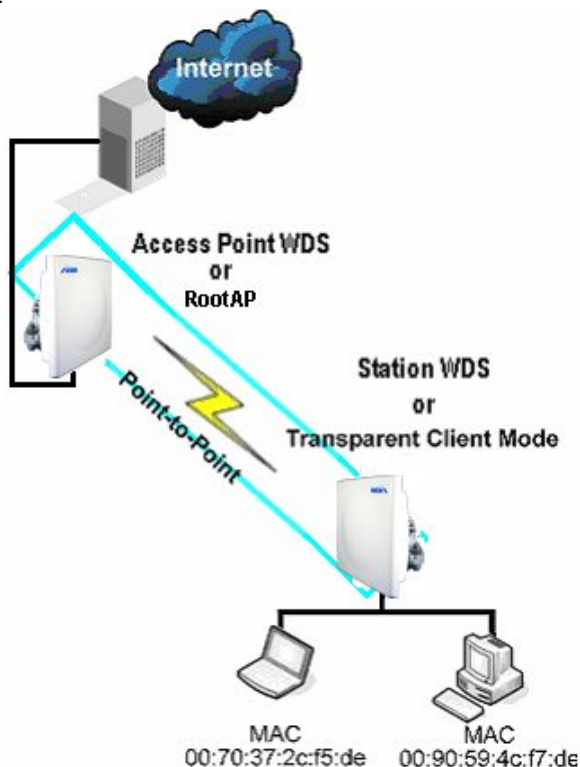 Internet
Access Point WDS
or
RootAP
Point-to-Point
Station WDS
or
Transparent Client Mode
MAC
00:70:37:2c:f5:de
MAC
00:90:59:4c:f7:de